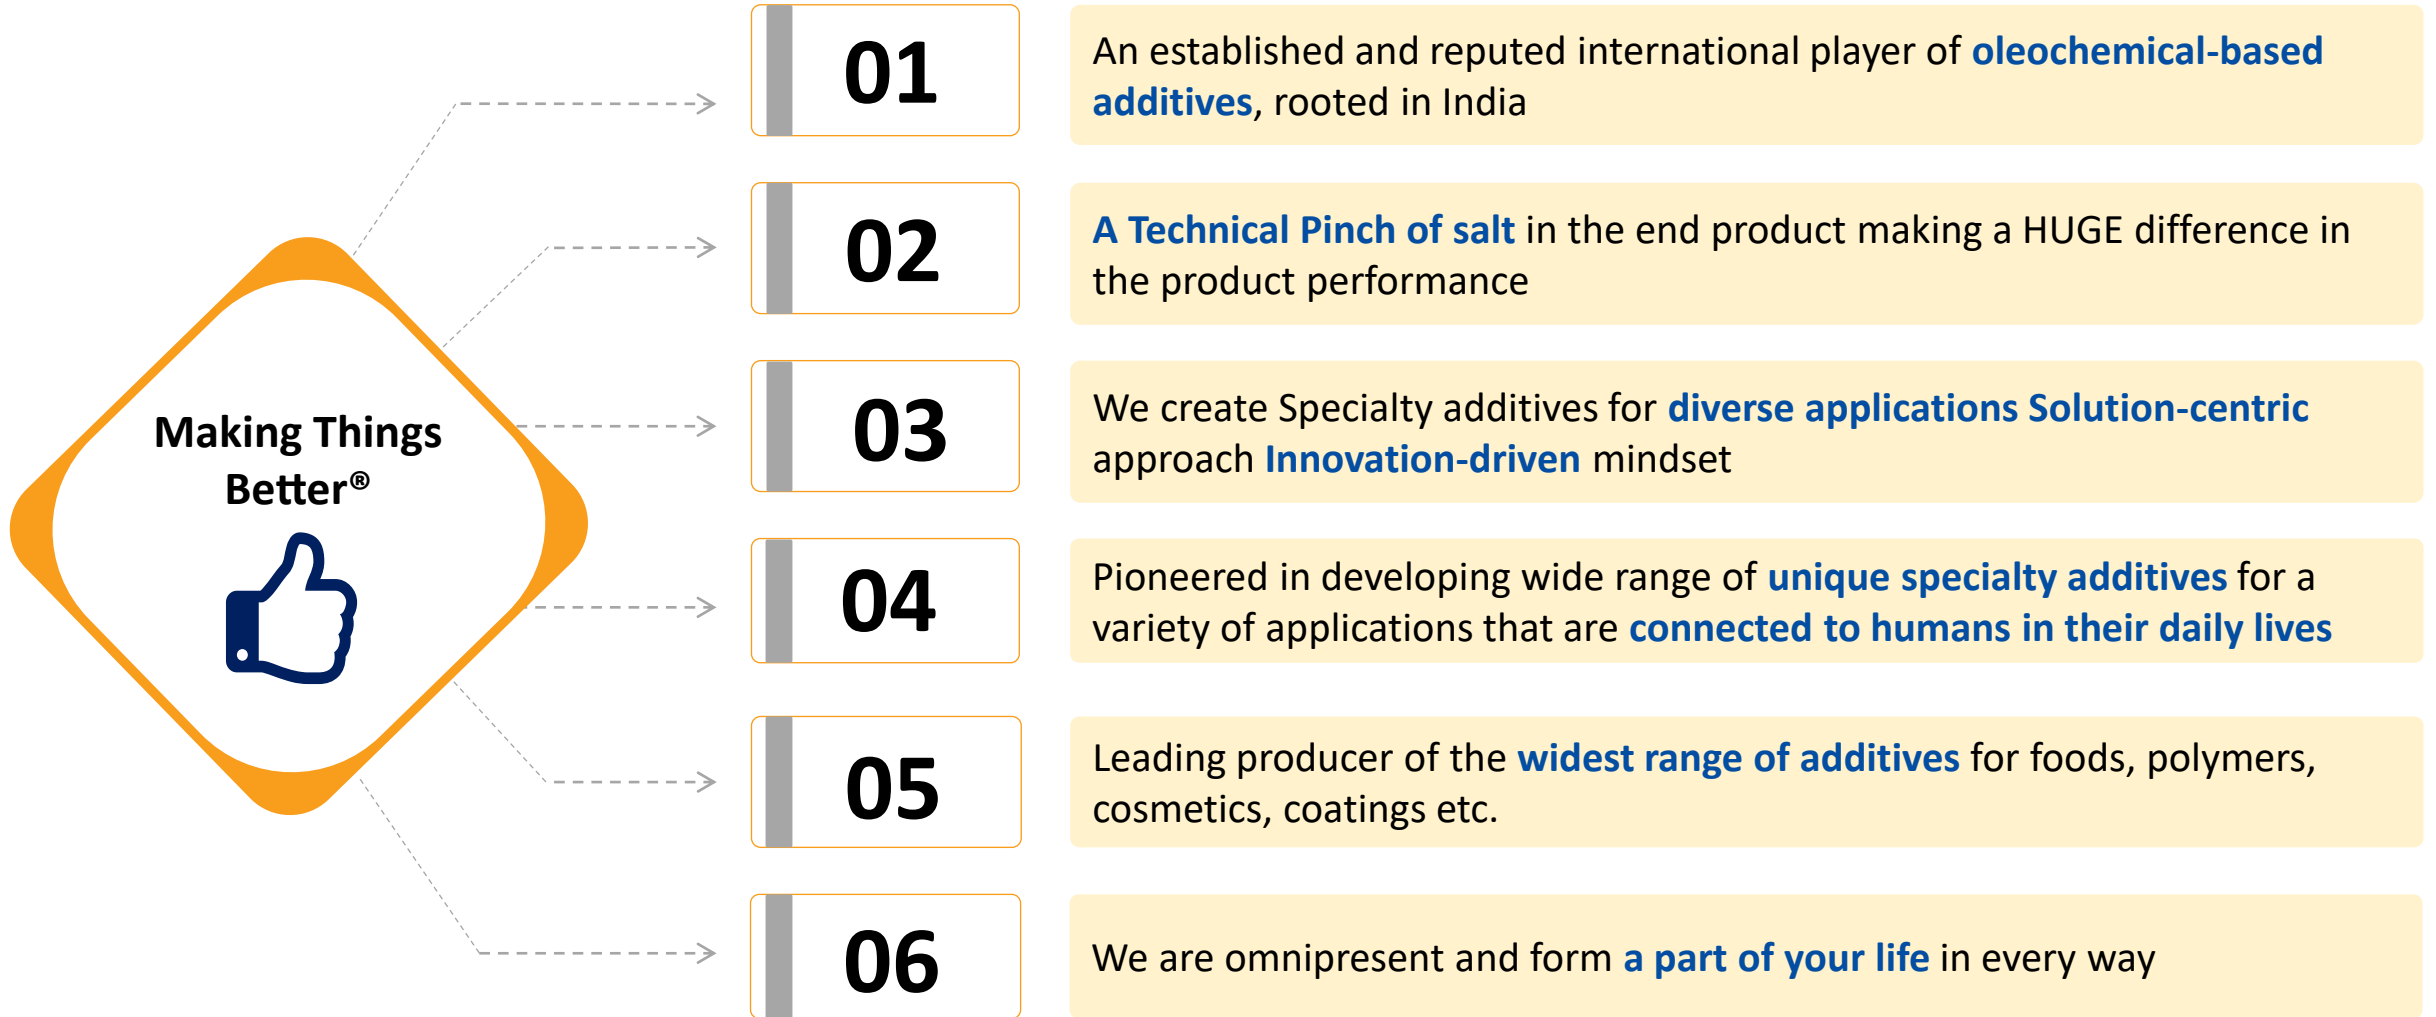 Making Things
Better®
01
An established and reputed international player of oleochemical-based
additives, rooted in India
02
A Technical Pinch of salt in the end product making a HUGE difference in
the product performance
03
We create Specialty additives for diverse applications Solution-centric
approach Innovation-driven mindset
04
Pioneered in developing wide range of unique specialty additives for a
variety of applications that are connected to humans in their daily lives
05
Leading producer of the widest range of additives for foods, polymers,
cosmetics, coatings etc.
06
We are omnipresent and form a part of your life in every way